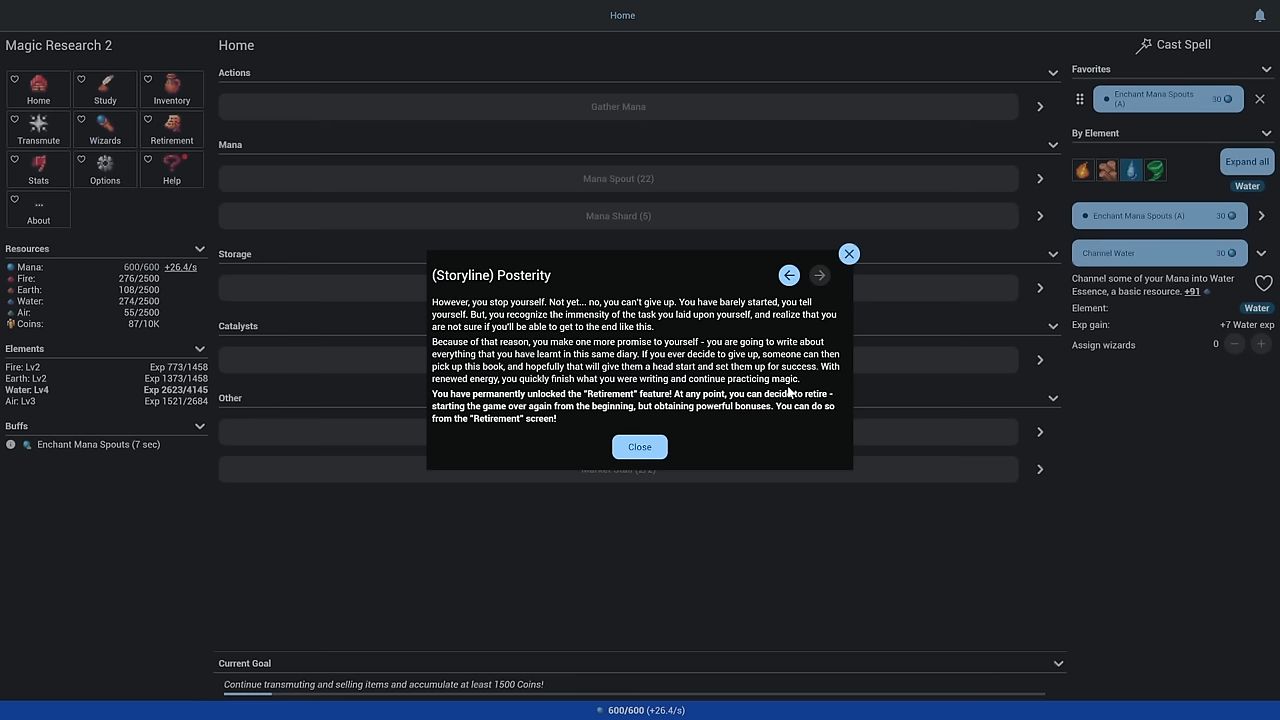 Home
Magic Research 2
Home
Study
Inventory
Transmute
Wizards
Retirement
Stats
Options
Help
About
Resources
Mana: 600/600 +26.4/s
Fire: 276/2500
Earth: 108/2500
Water: 274/2500
Air: 55/2500
Coins: 87/10K
Elements
Fire: Lv2 Exp 773/1458
Earth: Lv2 Exp 1373/1458
Water: Lv4 Exp 2623/4145
Air: Lv3 Exp 1521/2684
Buffs
Enchant Mana Spouts (7 sec)
Home
Actions
Gather Mana
Mana
Mana Spout (22)
Mana Shard (5)
Storage
Catalysts
Other
(Storyline) Posterity
However, you stop yourself. Not yet... no, you can't give up. You have barely started, you tell
yourself. But, you recognize the immensity of the task you laid upon yourself, and realize that you
are not sure if you'll be able to get to the end like this.
Because of that reason, you make one more promise to yourself - you are going to write about
everything that you have learnt in this same diary. If you ever decide to give up, someone can then
pick up this book, and hopefully that will give them a head start and set them up for success. With
renewed energy, you quickly finish what you were writing and continue practicing magic.
You have permanently unlocked the "Retirement" feature! At any point, you can decide to retire -
starting the game over again from the beginning, but obtaining powerful bonuses. You can do so
from the "Retirement" screen!
Close
Current Goal
Continue transmuting and selling items and accumulate at least 1500 Coins!
Cast Spell
Favorites
Enchant Mana Spouts
(A)
30
By Element
Expand all
Water
Enchant Mana Spouts (A) 30
Channel Water 30
Channel some of your Mana into Water
Essence, a basic resource. +91
Element: Water
Exp gain: +7 Water exp
Assign wizards 0
600/600 (+26.4/s)